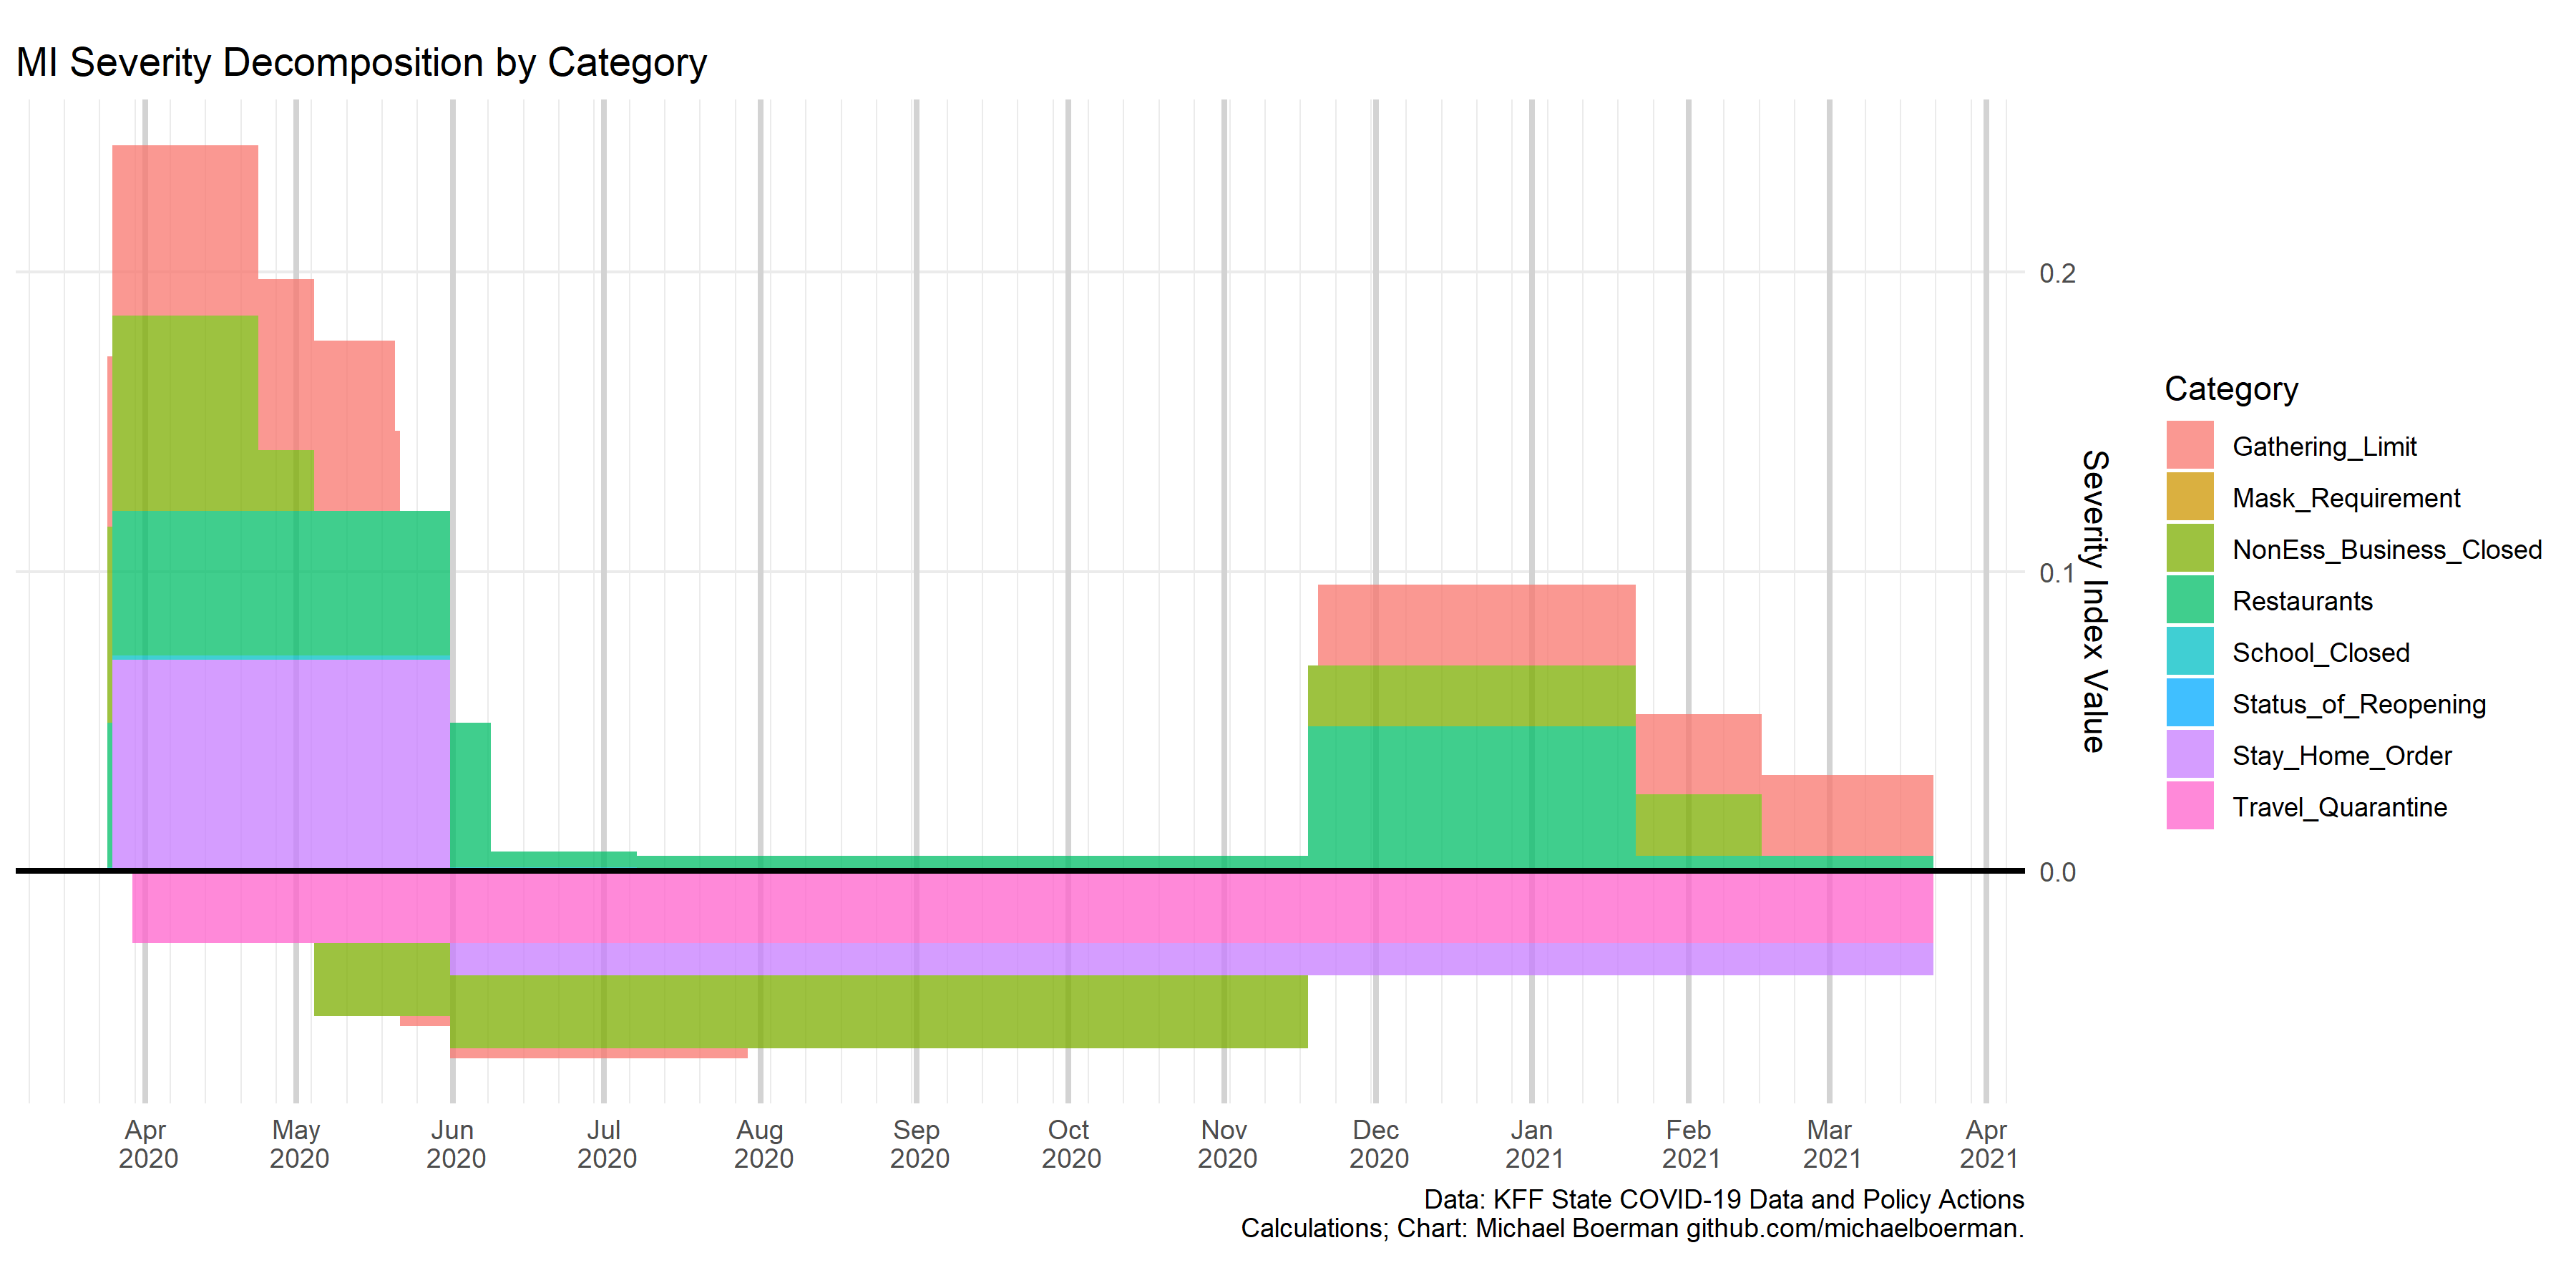 MI Severity Decomposition by Category
0.2
0.1
0.0
Severity Index Value
Category
Gathering_Limit
Mask_Requirement
NonEss_Business_Closed
Restaurants
School_Closed
Status_of_Reopening
Stay_Home_Order
Travel_Quarantine
Apr May Jun Jul Aug Sep Oct Nov Dec Jan Feb Mar Apr
2020 2020 2020 2020 2020 2020 2020 2020 2020 2021 2021 2021 2021
Data: KFF State COVID-19 Data and Policy Actions
Calculations; Chart: Michael Boerman github.com/michaelboerman.